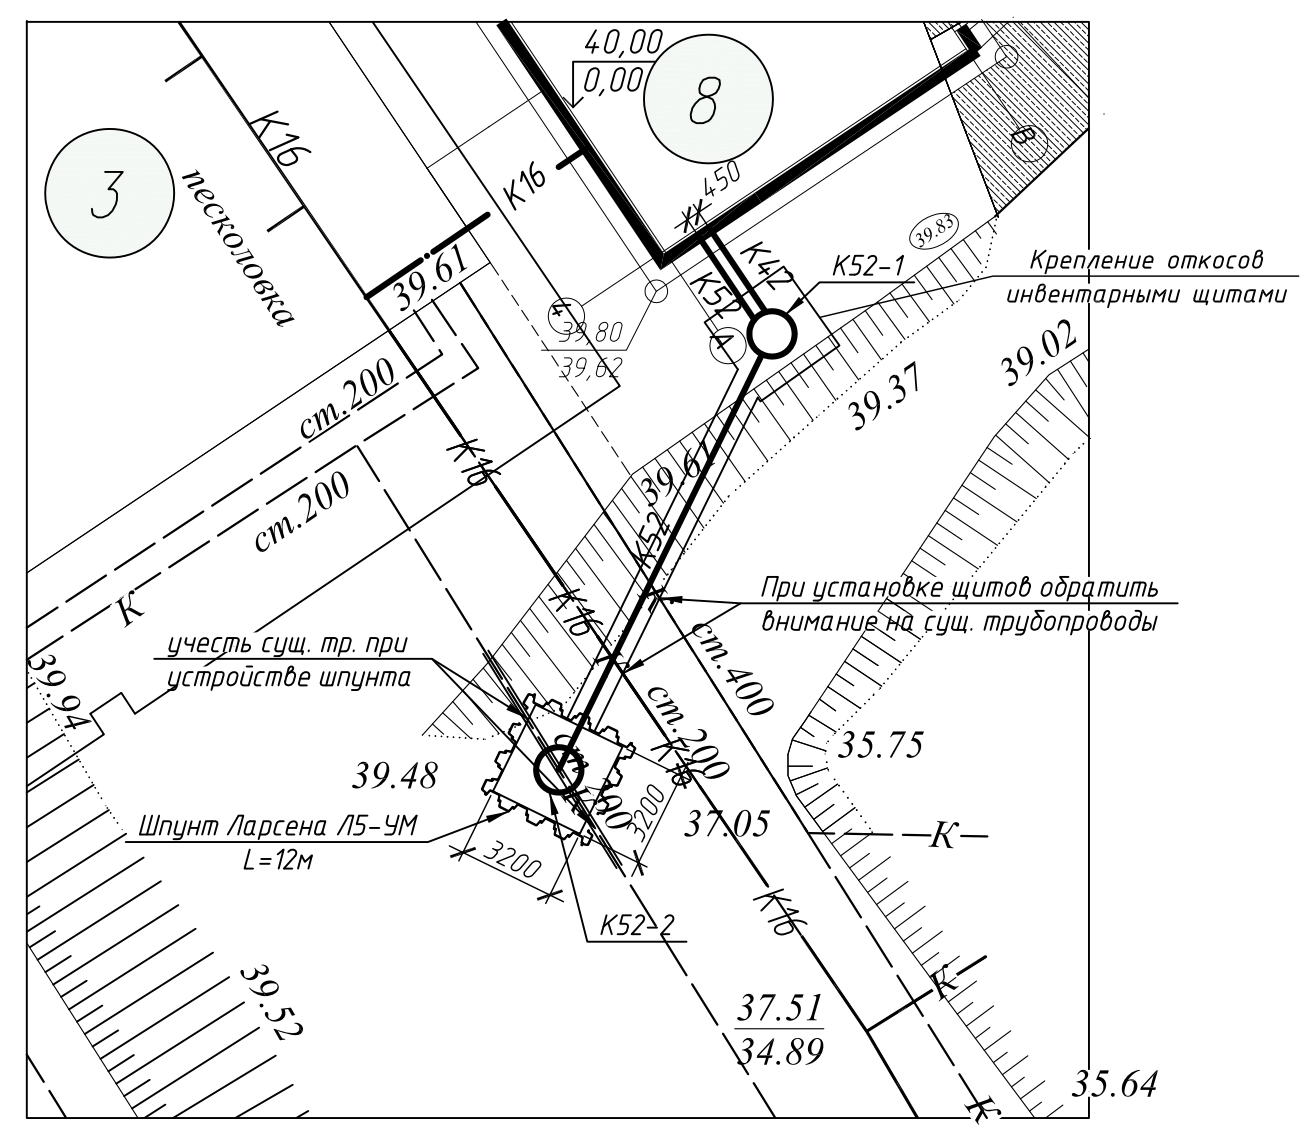 40,00
0,00
8
3
К16
песколовка
К16
39.61
450
К42
К52
К52-1
39.83
В
Крепление откосов
инвентарными щитами
4
39,80
39,62
А
ст.200
ст.200
39.37
39.02
К16
39.61
К52
К
К16
При установке щитов обратить
внимание на сущ. трубопроводы
учесть сущ. тр. при
устройстве шпунта
39.94
ст.400
ст.200
К16
35.75
39.48
3200
37.05
К
Шпунт Ларсена Л5-УМ
L=12м
3200
К52-2
К16
39.52
К
37.51
34.89
35.64
К